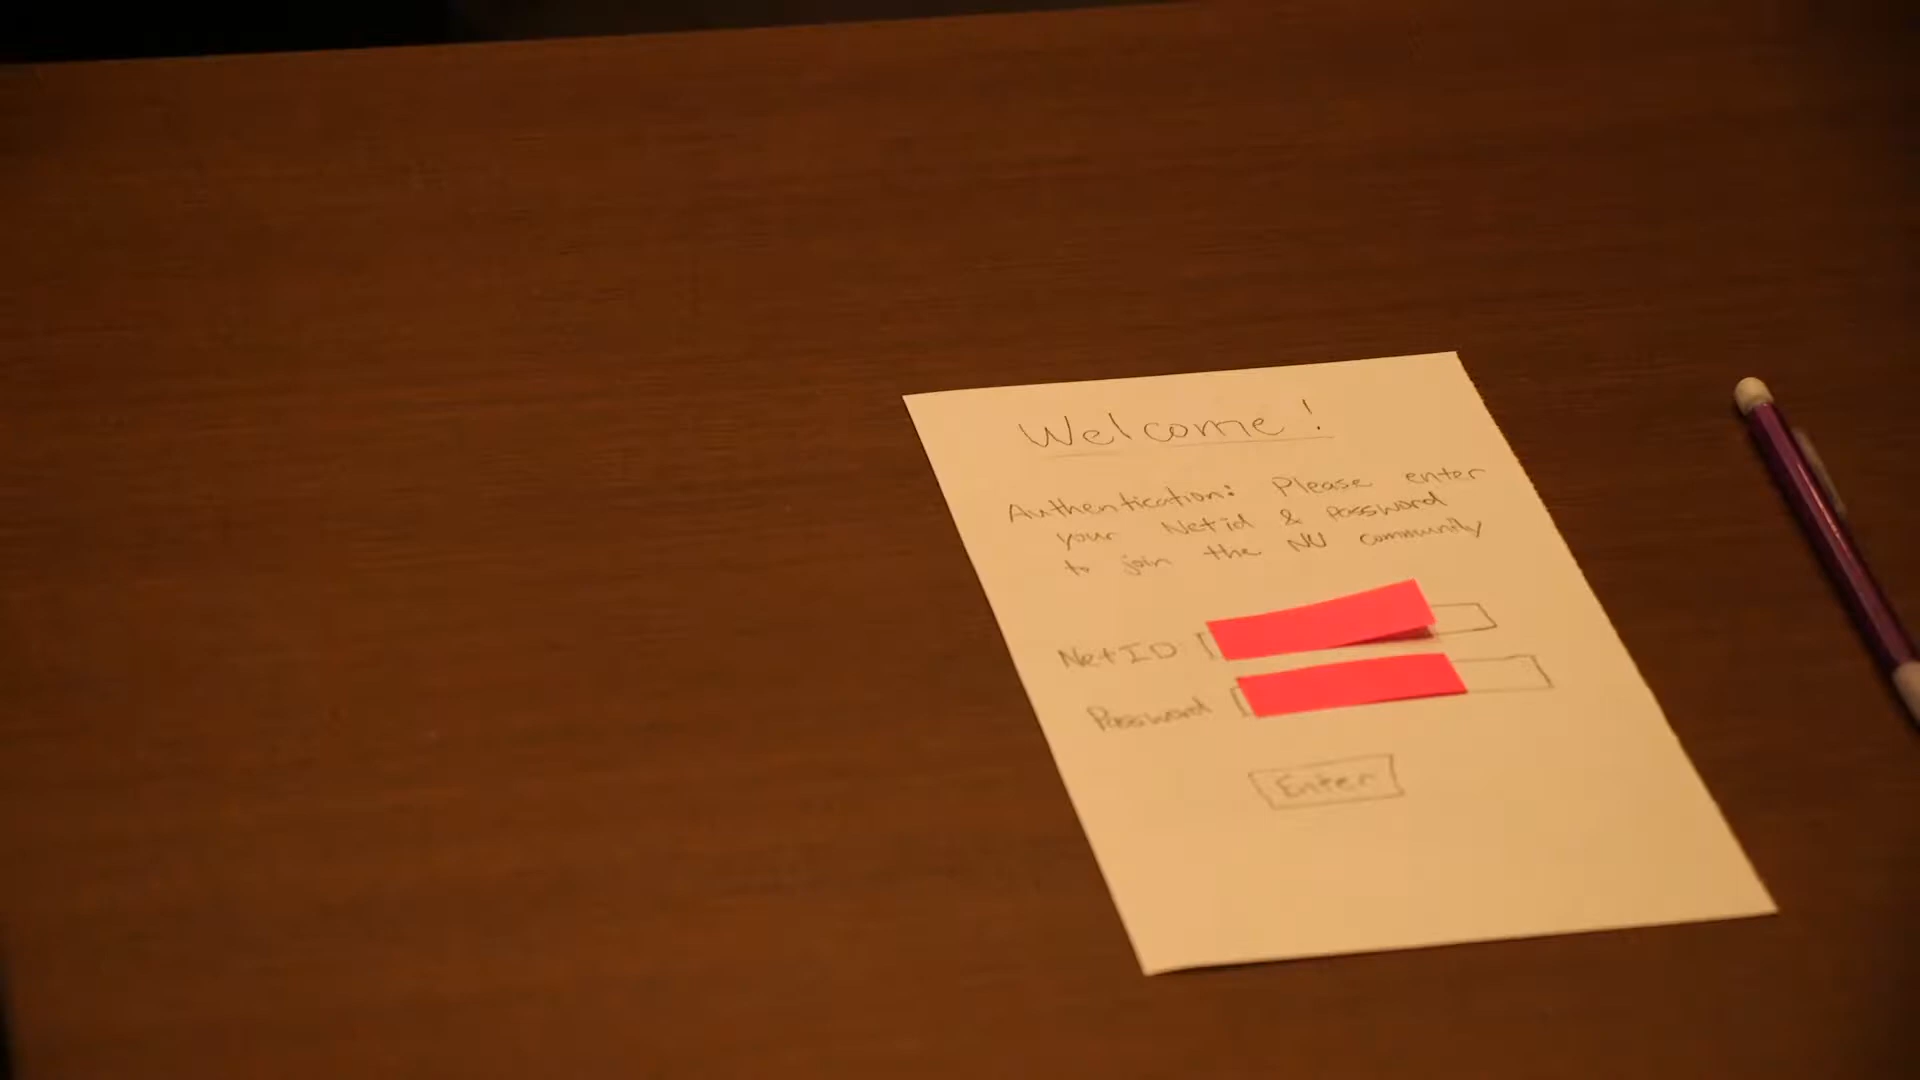 Welcome!
Authentication: Please enter
your Netid & Password
to join the NU community
NetID
Password
Enter